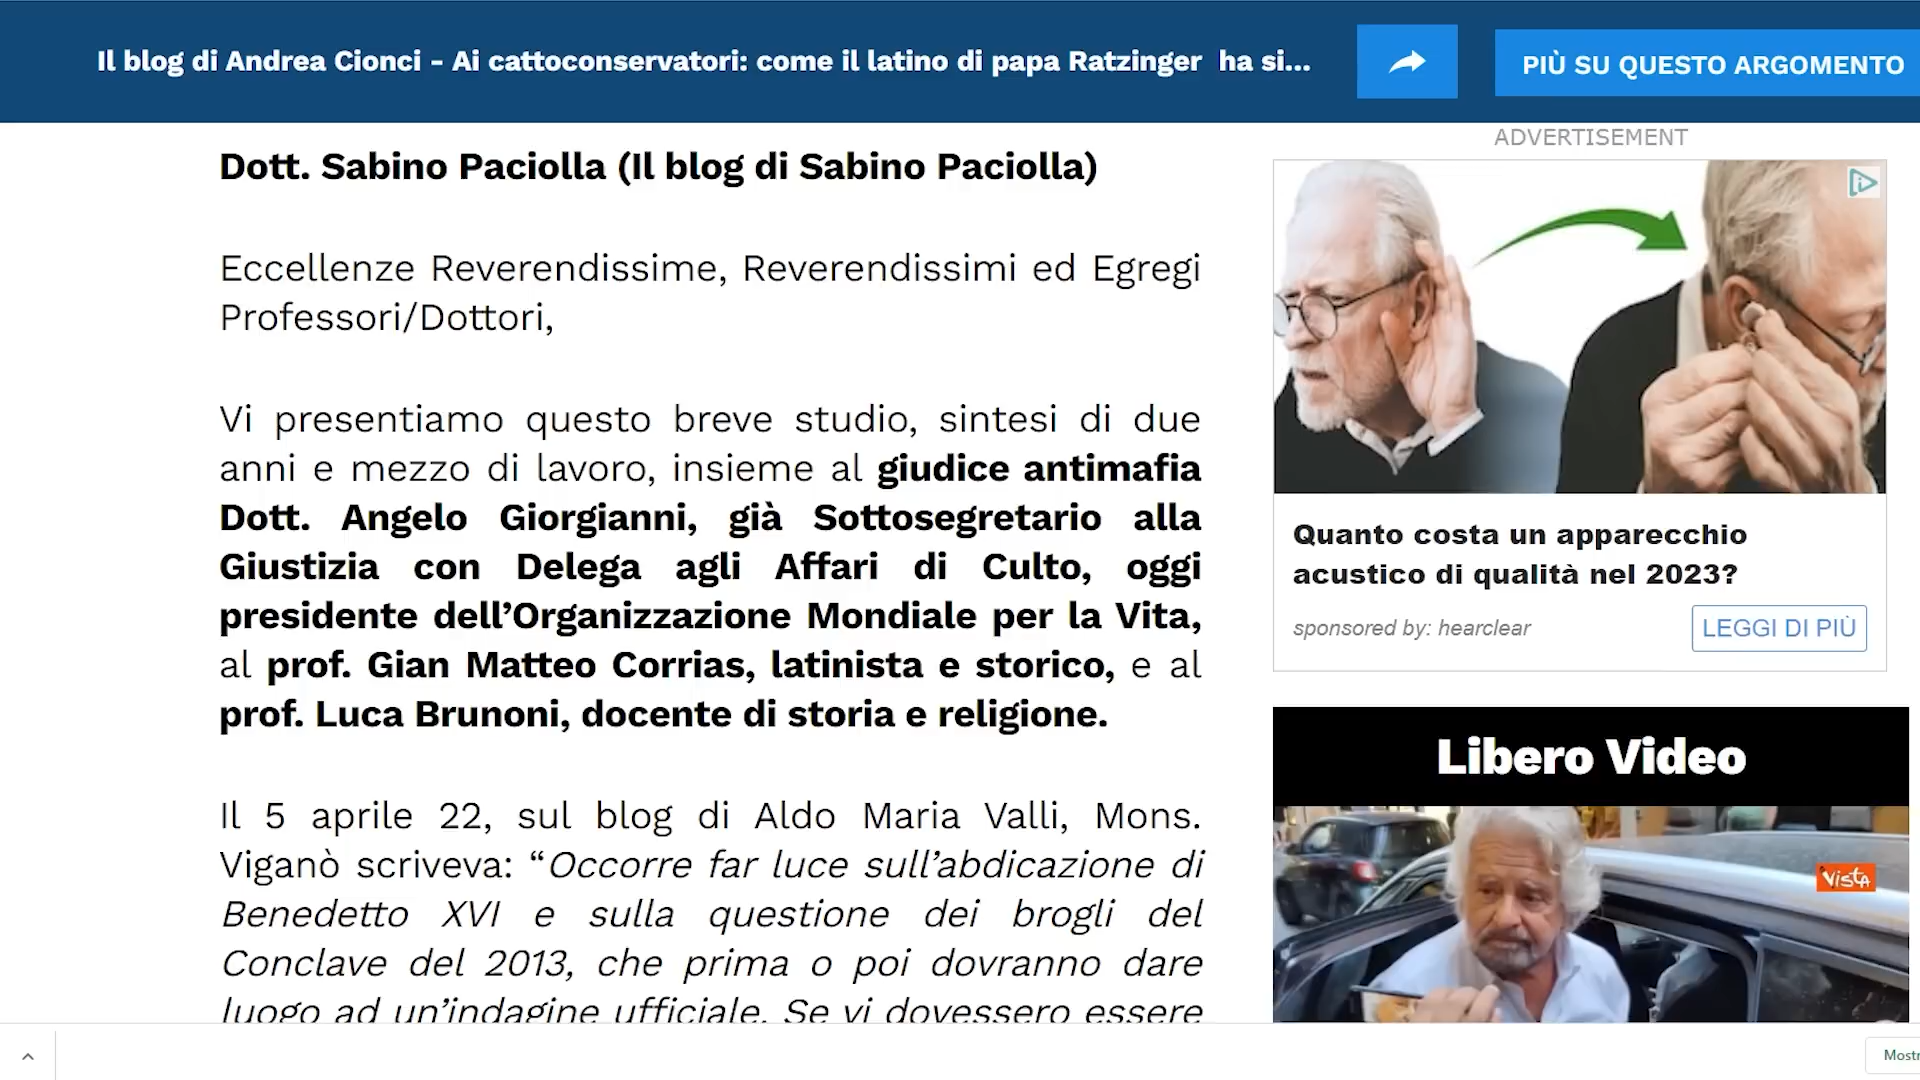 Il blog di Andrea Cionci - Ai cattoconservatori: come il latino di papa Ratzinger ha si...
PIÙ SU QUESTO ARGOMENTO
Dott. Sabino Paciolla (Il blog di Sabino Paciolla)
Eccellenze Reverendissime, Reverendissimi ed Egregi
Professori/Dottori,
Vi presentiamo questo breve studio, sintesi di due
anni e mezzo di lavoro, insieme al giudice antimafia
Dott. Angelo Giorgianni, già Sottosegretario alla
Giustizia con Delega agli Affari di Culto, oggi
presidente dell’Organizzazione Mondiale per la Vita,
al prof. Gian Matteo Corrias, latinista e storico, e al
prof. Luca Brunoni, docente di storia e religione.
Il 5 aprile 22, sul blog di Aldo Maria Valli, Mons.
Viganò scriveva: “Occorre far luce sull’abdicazione di
Benedetto XVI e sulla questione dei brogli del
Conclave del 2013, che prima o poi dovranno dare
luogo ad un’indagine ufficiale. Se vi dovessero essere
ADVERTISEMENT
Quanto costa un apparecchio
acustico di qualità nel 2023?
sponsored by: hearclear
LEGGI DI PIÙ
Libero Video
VISTA
Mostr